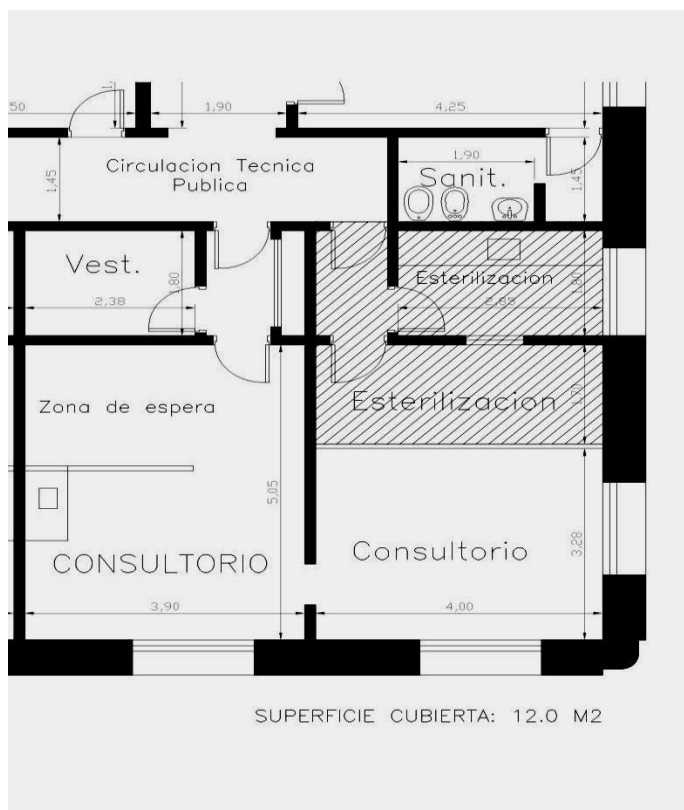 50
1,90
4,25
1,45
Circulacion Tecnica
Publica
1,90
Sanit.
1,45
Vest.
1,80
2,38
Esterilizacion
2,85
1,80
Zona de espera
Esterilizacion
1,70
5,05
CONSULTORIO
Consultorio
3,28
3,90
4,00
SUPERFICIE CUBIERTA: 12.0 M2